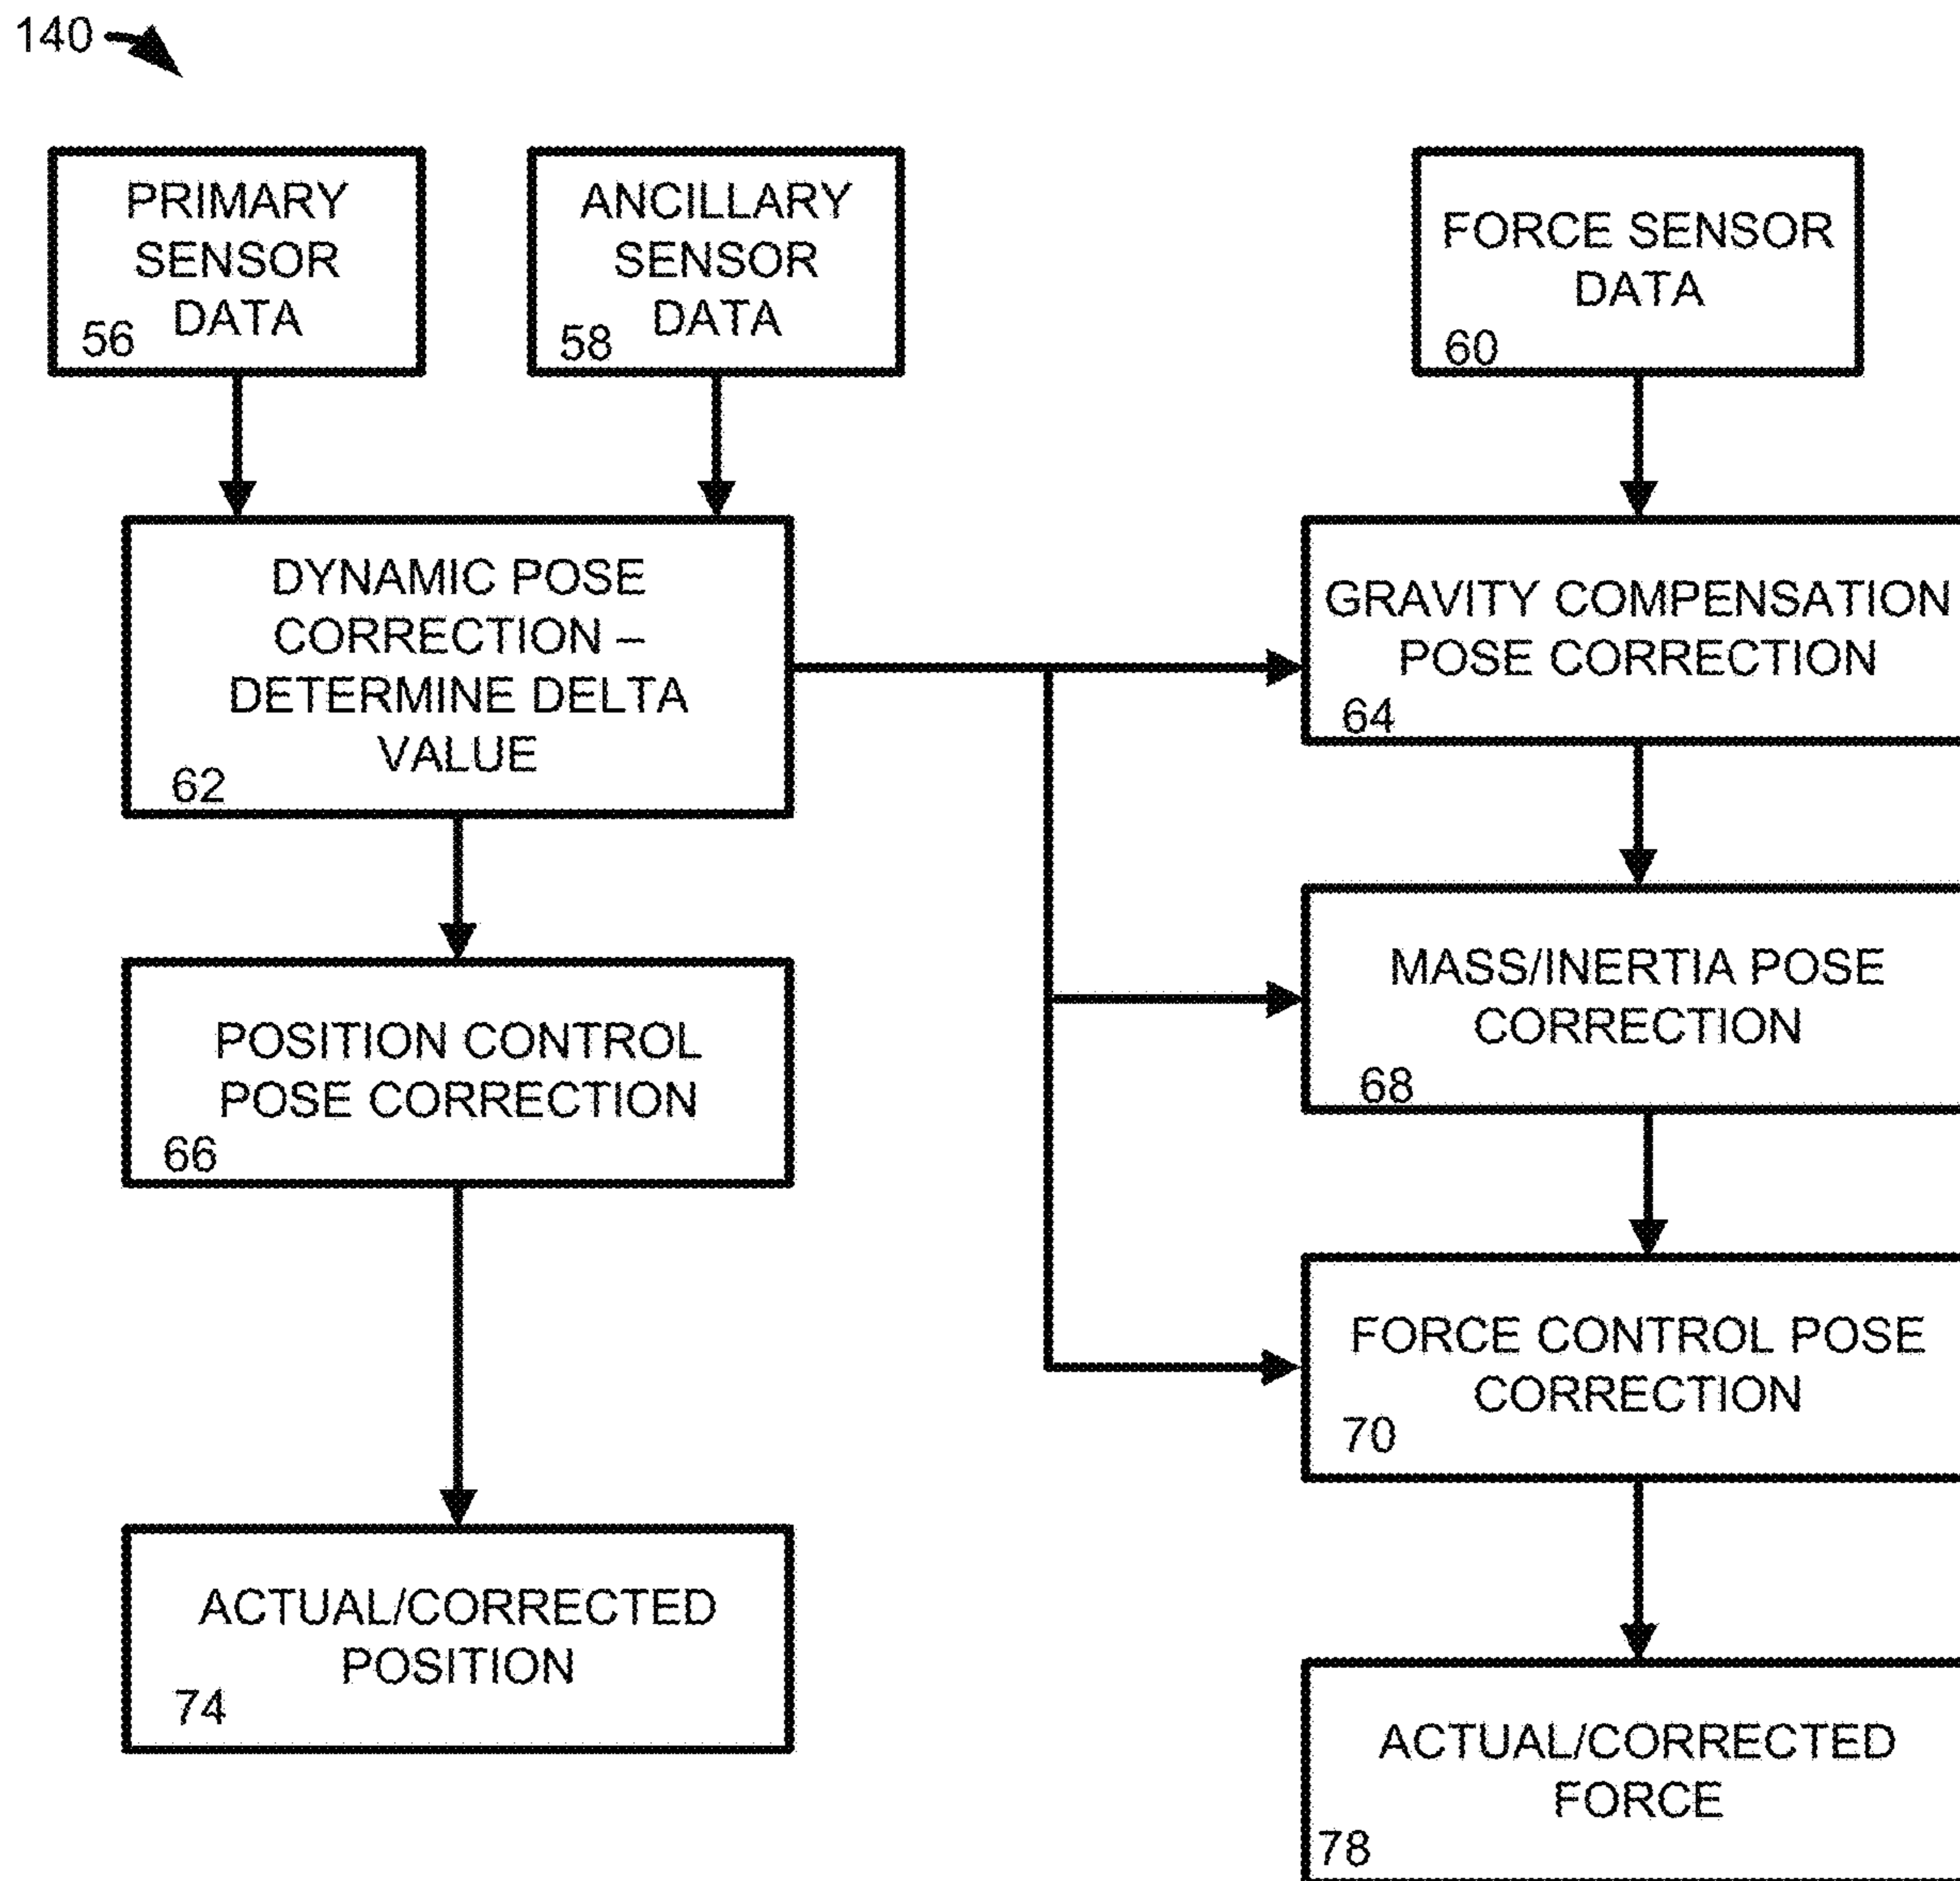 140
PRIMARY
SENSOR
DATA
56
ANCILLARY
SENSOR
DATA
58
FORCE SENSOR
DATA
60
DYNAMIC POSE
CORRECTION –
DETERMINE DELTA
VALUE
62
GRAVITY COMPENSATION
POSE CORRECTION
64
POSITION CONTROL
POSE CORRECTION
66
MASS/INERTIA POSE
CORRECTION
68
FORCE CONTROL POSE
CORRECTION
70
ACTUAL/CORRECTED
POSITION
74
ACTUAL/CORRECTED
FORCE
78